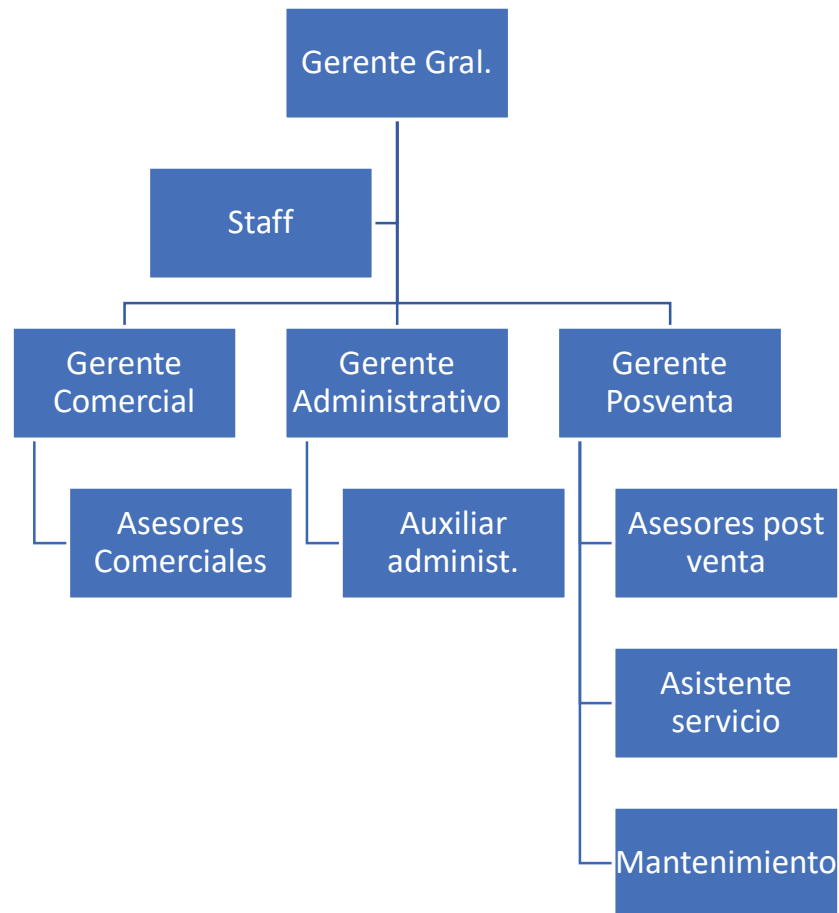 Gerente Gral.
Staff
Gerente
Comercial
Gerente
Administrativo
Gerente
Posventa
Asesores
Comerciales
Auxiliar
administ.
Asesores post
venta
Asistente
servicio
Mantenimiento